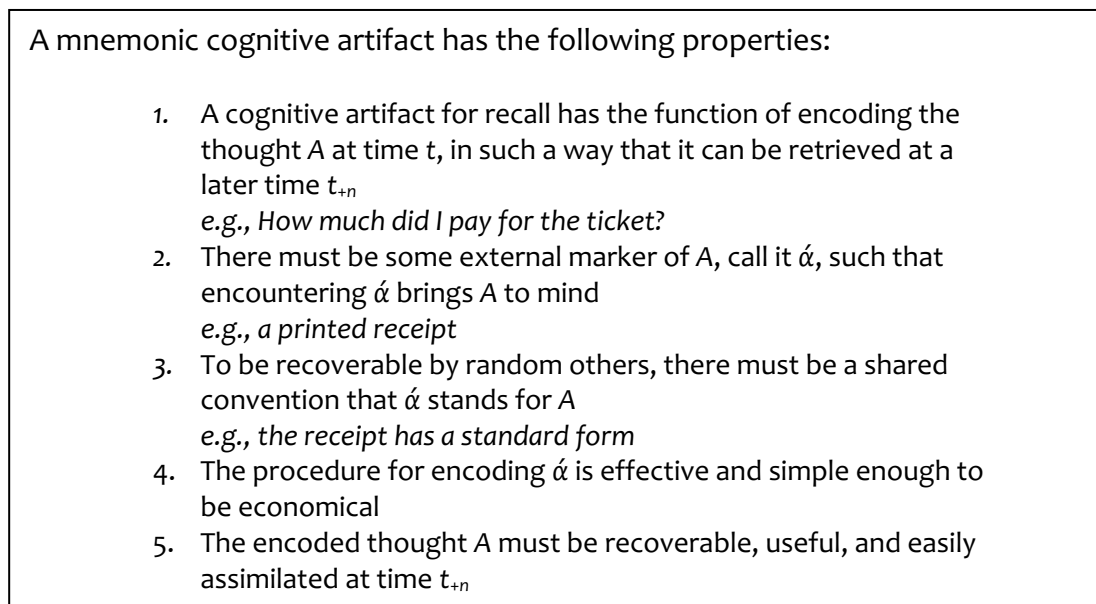 A mnemonic cognitive artifact has the following properties:
1. A cognitive artifact for recall has the function of encoding the
thought A at time t, in such a way that it can be retrieved at a
later time t+n
e.g., How much did I pay for the ticket?
2. There must be some external marker of A, call it ά, such that
encountering ά brings A to mind
e.g., a printed receipt
3. To be recoverable by random others, there must be a shared
convention that ά stands for A
e.g., the receipt has a standard form
4. The procedure for encoding ά is effective and simple enough to
be economical
5. The encoded thought A must be recoverable, useful, and easily
assimilated at time t+n